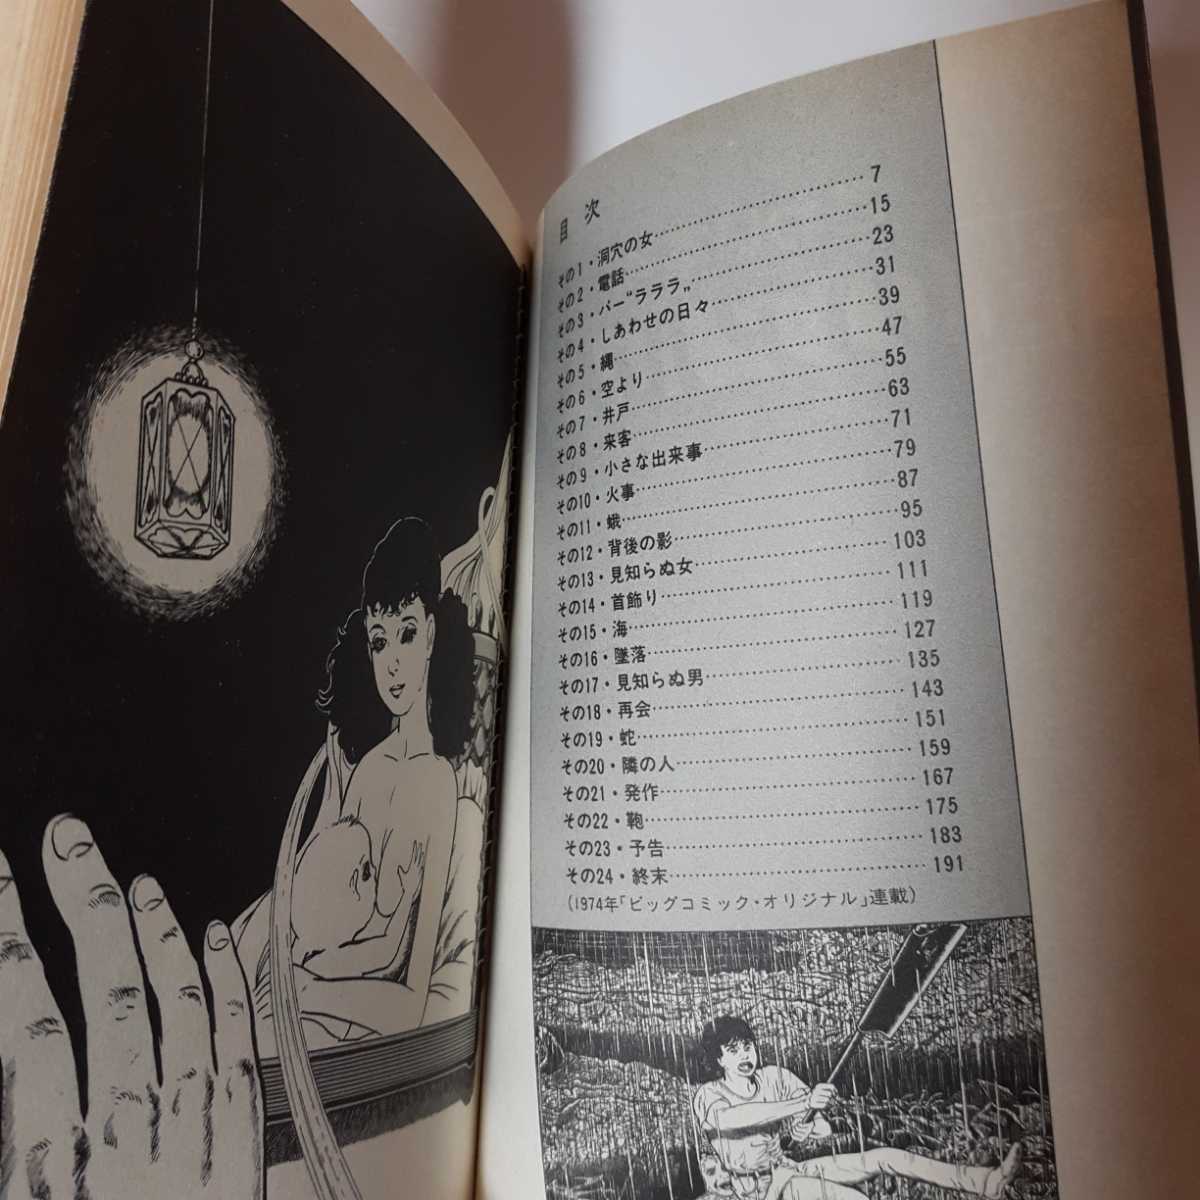 目次
その1・洞穴の女……………………………7
その2・電話……………………………15
その3・バー“ラララ„……………………………23
その4・しあわせの日々……………………………31
その5・縄……………………………39
その6・空より……………………………47
その7・井戸……………………………55
その8・来客……………………………63
その9・小さな出来事……………………………71
その10・火事……………………………79
その11・蛾……………………………87
その12・背後の影……………………………95
その13・見知らぬ女……………………………103
その14・首飾り……………………………111
その15・海……………………………119
その16・墜落……………………………127
その17・見知らぬ男……………………………135
その18・再会……………………………143
その19・蛇……………………………151
その20・隣の人……………………………159
その21・発作……………………………167
その22・鞄……………………………175
その23・予告……………………………183
その24・終末……………………………191
(1974年「ビッグコミック・オリジナル」連載)